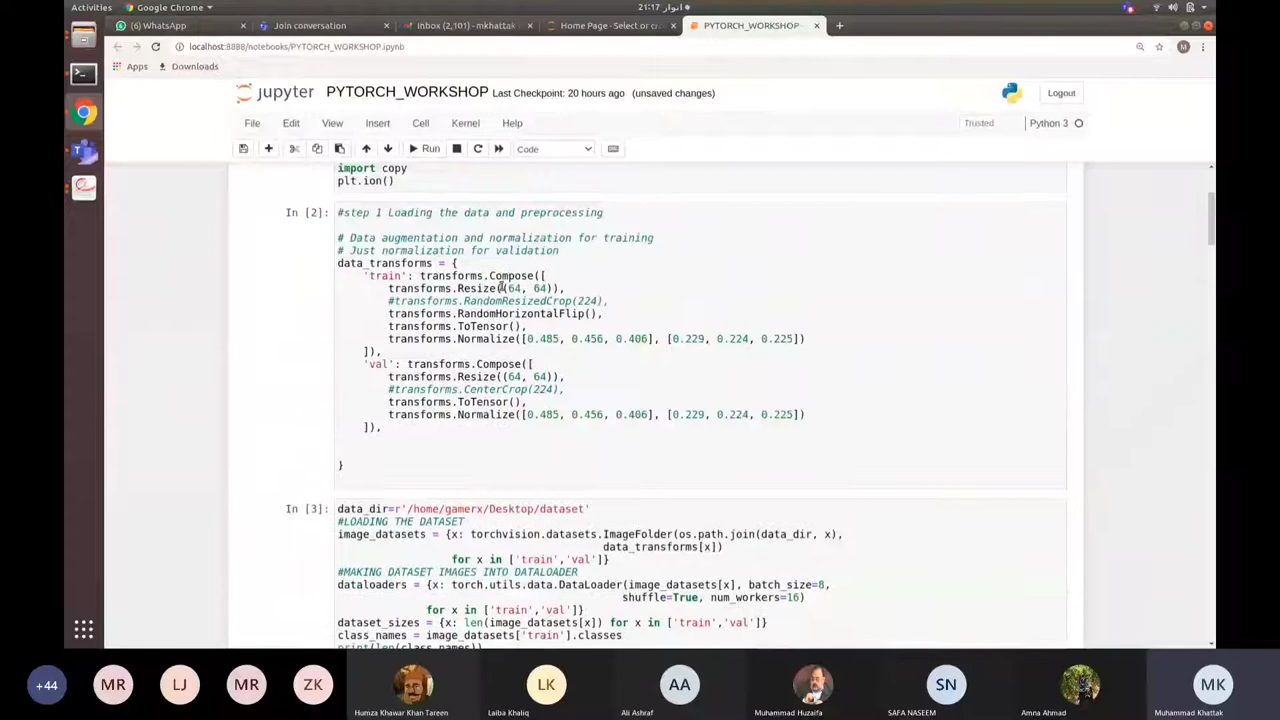 Activities
Google Chrome
21:17 اتوار
(6) WhatsApp
Join conversation
Inbox (2,101) - mkhattak
Home Page - Select or c
PYTORCH_WORKSHOP
localhost:8888/notebooks/PYTORCH_WORKSHOP.ipynb
M
Apps
Downloads
jupyter
PYTORCH_WORKSHOP Last Checkpoint: 20 hours ago (unsaved changes)
Logout
File Edit View Insert Cell Kernel Help
Trusted
Python 3
Run
Code
import copy
plt.ion()
In [2]:
#step 1 Loading the data and preprocessing
# Data augmentation and normalization for training
# Just normalization for validation
data_transforms = {
'train': transforms.Compose([
transforms.Resize((64, 64)),
#transforms.RandomResizedCrop(224),
transforms.RandomHorizontalFlip(),
transforms.ToTensor(),
transforms.Normalize([0.485, 0.456, 0.406], [0.229, 0.224, 0.225])
]),
'val': transforms.Compose([
transforms.Resize((64, 64)),
#transforms.CenterCrop(224),
transforms.ToTensor(),
transforms.Normalize([0.485, 0.456, 0.406], [0.229, 0.224, 0.225])
]),
}
In [3]:
data_dir=r'/home/gamerx/Desktop/dataset'
#LOADING THE DATASET
image_datasets = {x: torchvision.datasets.ImageFolder(os.path.join(data_dir, x),
data_transforms[x])
for x in ['train','val']}
#MAKING DATASET IMAGES INTO DATALOADER
dataloaders = {x: torch.utils.data.DataLoader(image_datasets[x], batch_size=8,
shuffle=True, num_workers=16)
for x in ['train','val']}
dataset_sizes = {x: len(image_datasets[x]) for x in ['train','val']}
class_names = image_datasets['train'].classes
print(len(class_names))
+44
MR
LJ
MR
ZK
Humza Khawar Khan Tareen
LK
Laiba Khaliq
AA
Ali Ashraf
Muhammad Huzaifa
SN
SAFA NASEEM
Amna Ahmad
MK
Muhammad Khattak